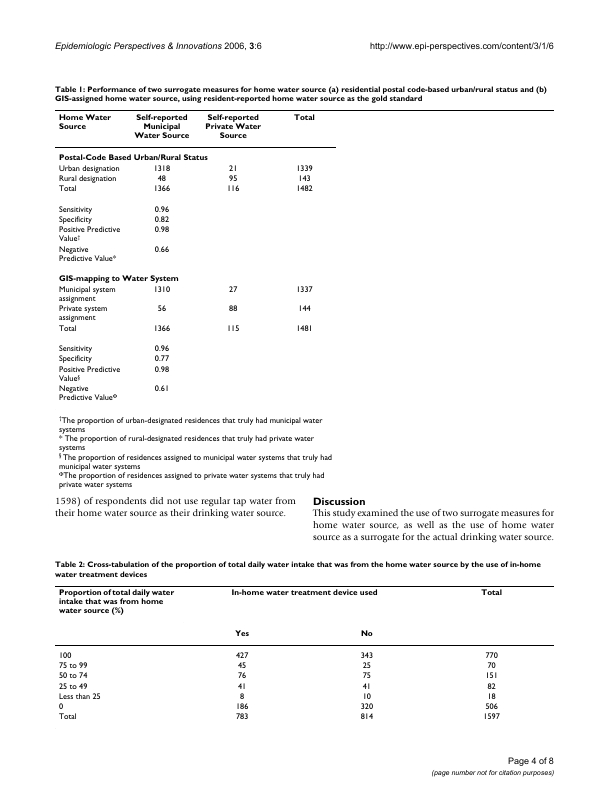 Epidemiologic Perspectives & Innovations 2006, 3:6 http://www.epi-perspectives.com/content/3/1/6
Table 1: Performance of two surrogate measures for home water source (a) residential postal code-based urban/rural status and (b)
GIS-assigned home water source, using resident-reported home water source as the gold standard
Home Water Self-reported Self-reported Total
Source Municipal Private Water
Water Source Source
Postal-Code Based Urban/Rural Status
Urban designation 1318 21 1339
Rural designation 48 95 143
Total 1366 116 1482
Sensitivity 0.96
Specificity 0.82
Positive Predictive 0.98
Value†
Negative 0.66
Predictive Value*
GIS-mapping to Water System
Municipal system 1310 27 1337
assignment
Private system 56 88 144
assignment
Total 1366 115 1481
Sensitivity 0.96
Specificity 0.77
Positive Predictive 0.98
Value§
Negative 0.61
Predictive Value
†The proportion of urban-designated residences that truly had municipal water
systems
* The proportion of rural-designated residences that truly had private water
systems
§ The proportion of residences assigned to municipal water systems that truly had
municipal water systems
The proportion of residences assigned to private water systems that truly had
private water systems
1598) of respondents did not use regular tap water from
their home water source as their drinking water source.
Discussion
This study examined the use of two surrogate measures for
home water source, as well as the use of home water
source as a surrogate for the actual drinking water source.
Table 2: Cross-tabulation of the proportion of total daily water intake that was from the home water source by the use of in-home
water treatment devices
Proportion of total daily water In-home water treatment device used Total
intake that was from home
water source (%)
Yes No
100 427 343 770
75 to 99 45 25 70
50 to 74 76 75 151
25 to 49 41 41 82
Less than 25 8 10 18
0 186 320 506
Total 783 814 1597
Page 4 of 8
(page number not for citation purposes)